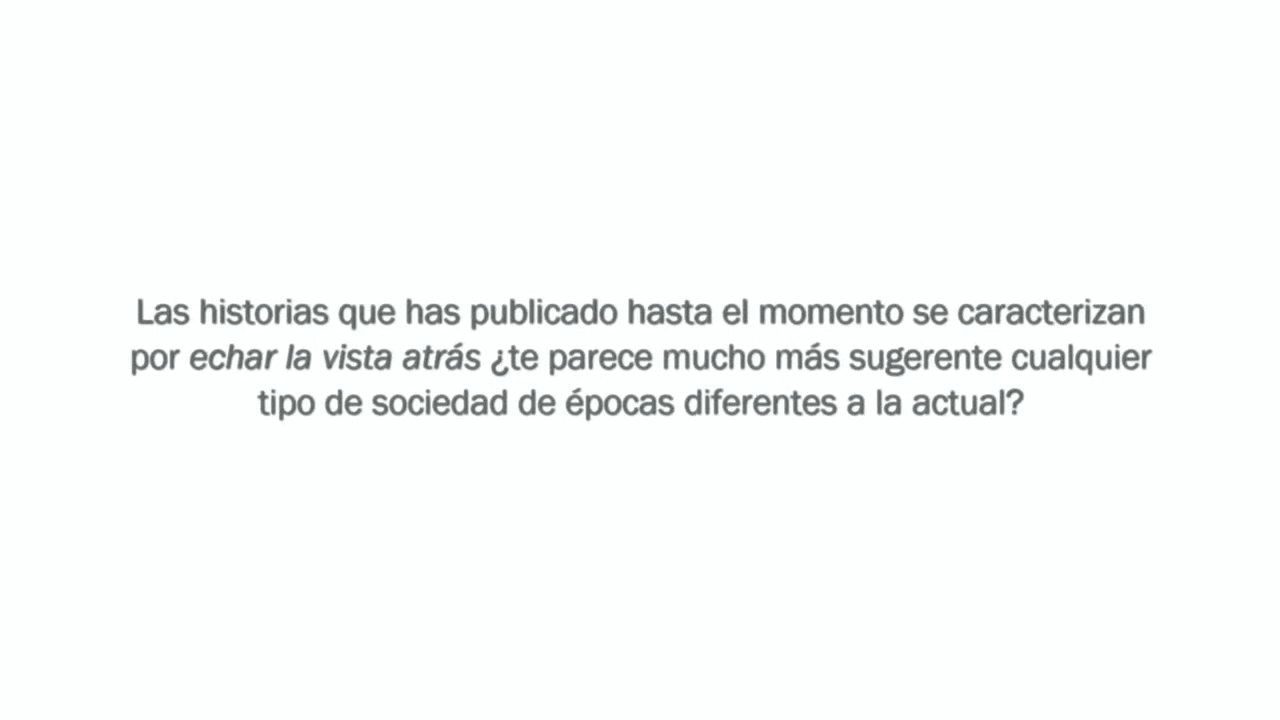 Las historias que has publicado hasta el momento se caracterizan
por echar la vista atrás ¿te parece mucho más sugerente cualquier
tipo de sociedad de épocas diferentes a la actual?